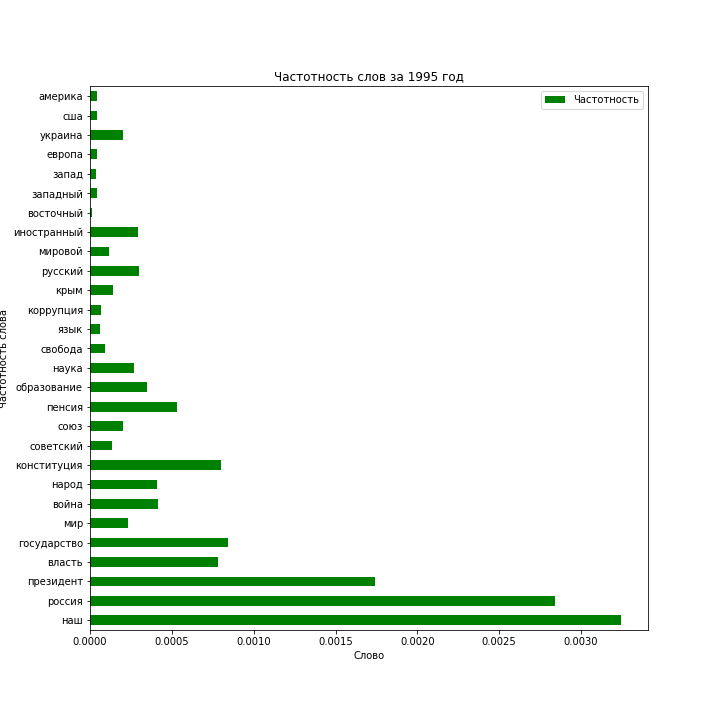 Частотность слов за 1995 год
Частотность
америка
сша
украина
европа
запад
западный
восточный
иностранный
мировой
русский
крым
коррупция
язык
свобода
наука
образование
пенсия
союз
советский
конституция
народ
война
мир
государство
власть
президент
россия
наш
Частотность слова
0.0000 0.0005 0.0010 0.0015 0.0020 0.0025 0.0030
Слово